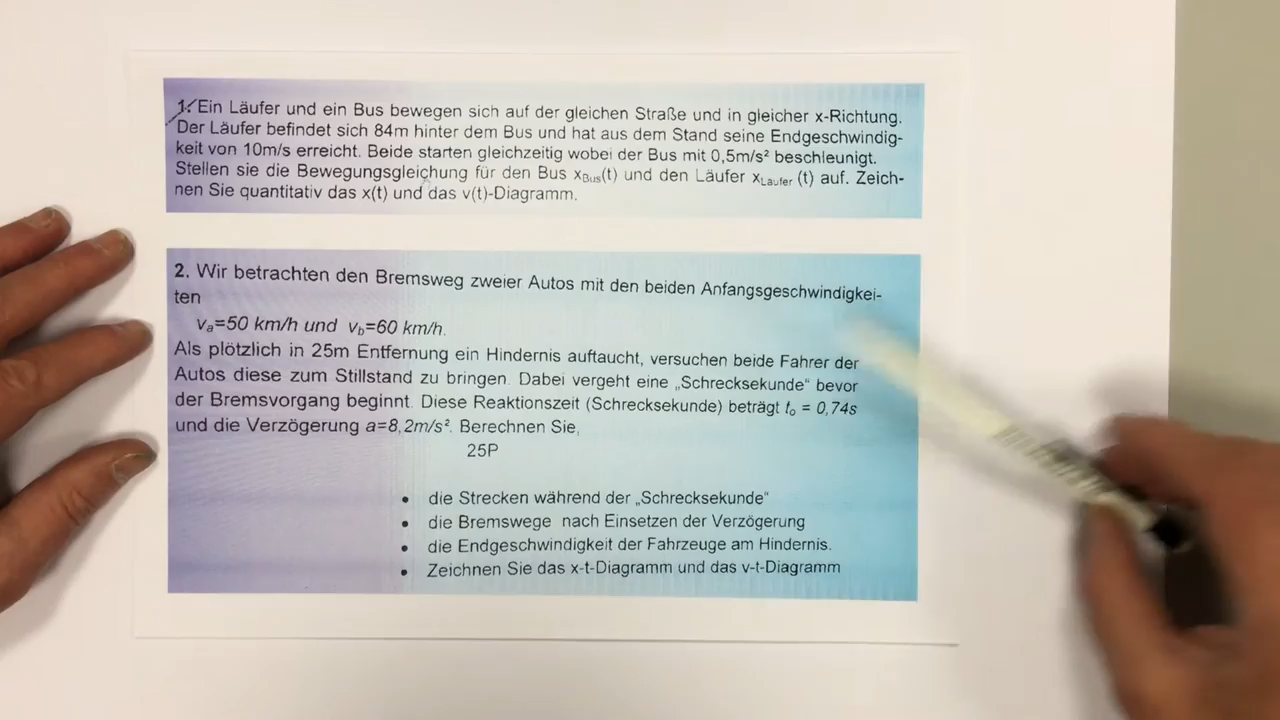 1. Ein Läufer und ein Bus bewegen sich auf der gleichen Straße und in gleicher x-Richtung.
Der Läufer befindet sich 84m hinter dem Bus und hat aus dem Stand seine Endgeschwindig-
keit von 10m/s erreicht. Beide starten gleichzeitig wobei der Bus mit 0,5m/s² beschleunigt.
Stellen sie die Bewegungsgleichung für den Bus xBus(t) und den Läufer xLäufer (t) auf. Zeich-
nen Sie quantitativ das x(t) und das v(t)-Diagramm.
2. Wir betrachten den Bremsweg zweier Autos mit den beiden Anfangsgeschwindigkei-
ten
va=50 km/h und vb=60 km/h.
Als plötzlich in 25m Entfernung ein Hindernis auftaucht, versuchen beide Fahrer der
Autos diese zum Stillstand zu bringen. Dabei vergeht eine „Schrecksekunde“ bevor
der Bremsvorgang beginnt. Diese Reaktionszeit (Schrecksekunde) beträgt to = 0,74s
und die Verzögerung a=8,2m/s². Berechnen Sie,
25P
• die Strecken während der „Schrecksekunde“
• die Bremswege nach Einsetzen der Verzögerung
• die Endgeschwindigkeit der Fahrzeuge am Hindernis.
• Zeichnen Sie das x-t-Diagramm und das v-t-Diagramm